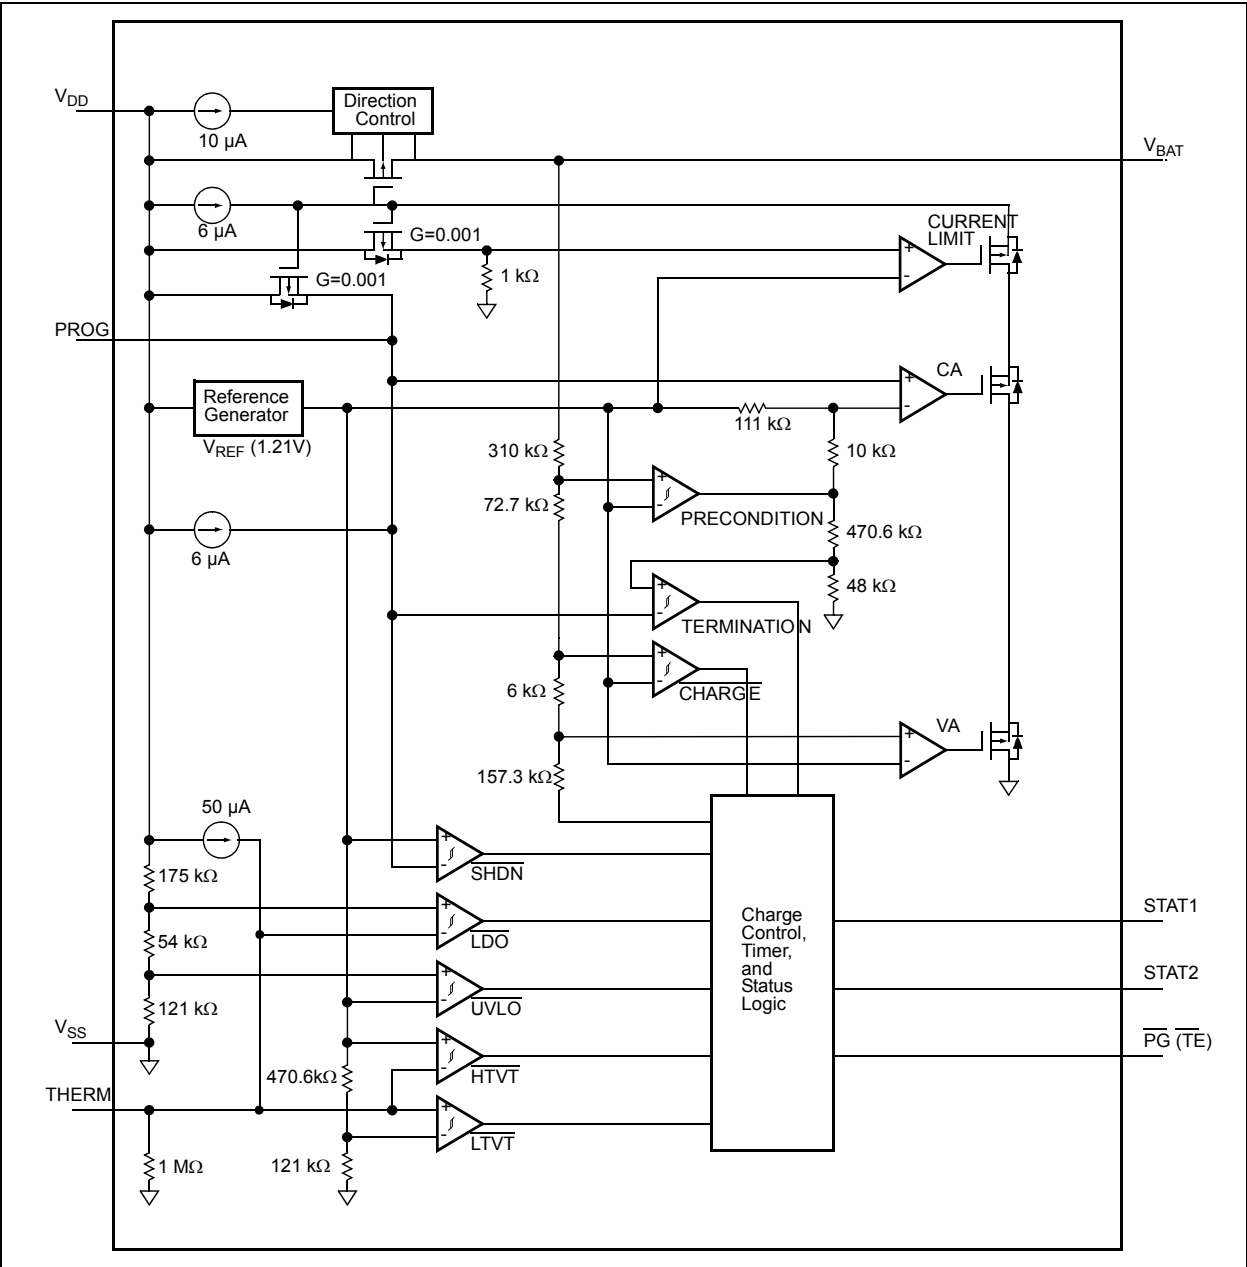 VDD
10 µA
Direction
Control
VBAT
6 µA
G=0.001
CURRENT
LIMIT
+
-
G=0.001
1 kΩ
PROG
Reference
Generator
VREF (1.21V)
+
-
CA
111 kΩ
310 kΩ
10 kΩ
+
-
72.7 kΩ
PRECONDITION
470.6 kΩ
6 µA
+
-
48 kΩ
TERMINATION
+
-
6 kΩ
CHARGE
+
-
VA
157.3 kΩ
50 µA
+
-
SHDN
175 kΩ
+
-
LDO
54 kΩ
Charge
Control,
Timer,
and
Status
Logic
STAT1
+
-
UVLO
121 kΩ
STAT2
VSS
+
-
HTVT
PG (TE)
470.6kΩ
THERM
+
-
LTVT
1 MΩ
121 kΩ